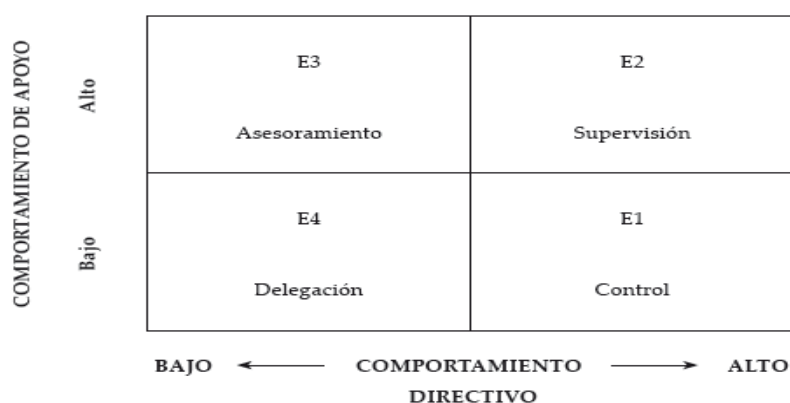 COMPORTAMIENTO DE APOYO
Alto
Bajo
E3
E2
Asesoramiento
Supervisión
E4
E1
Delegación
Control
BAJO COMPORTAMIENTO ALTO
DIRECTIVO